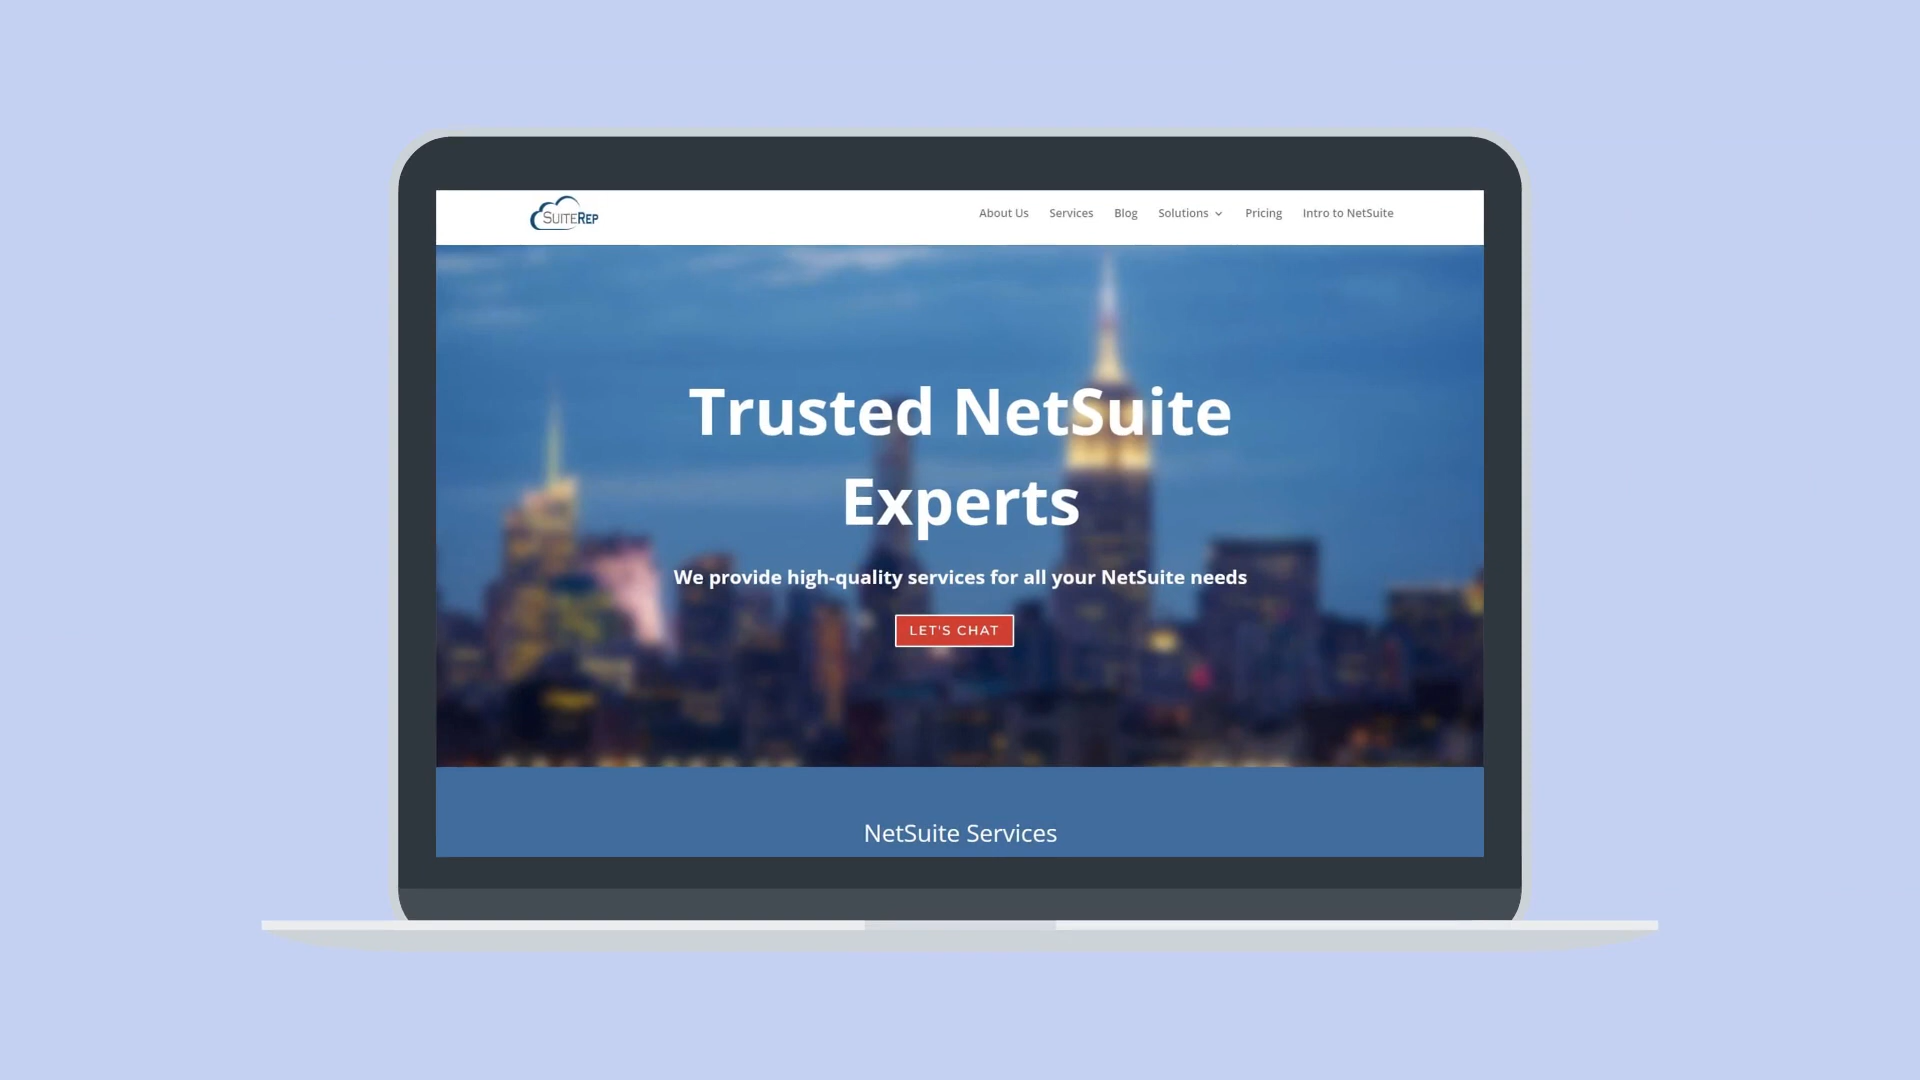 SUITEREP
About Us Services Blog Solutions Pricing Intro to NetSuite
Trusted NetSuite
Experts
We provide high-quality services for all your NetSuite needs
LET'S CHAT
NetSuite Services